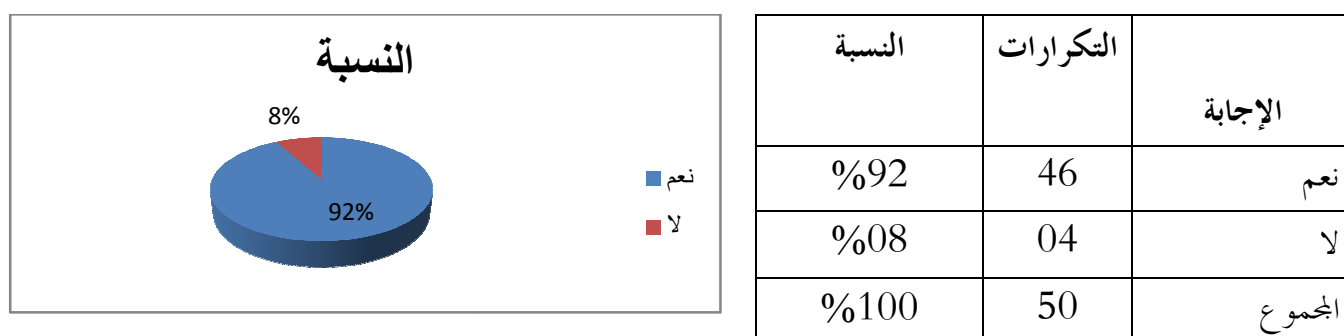 الإجابة التكرارات النسبة
نعم 46 %92
لا 04 %08
المجموع 50 %100
النسبة
8%
92%
نعم
لا